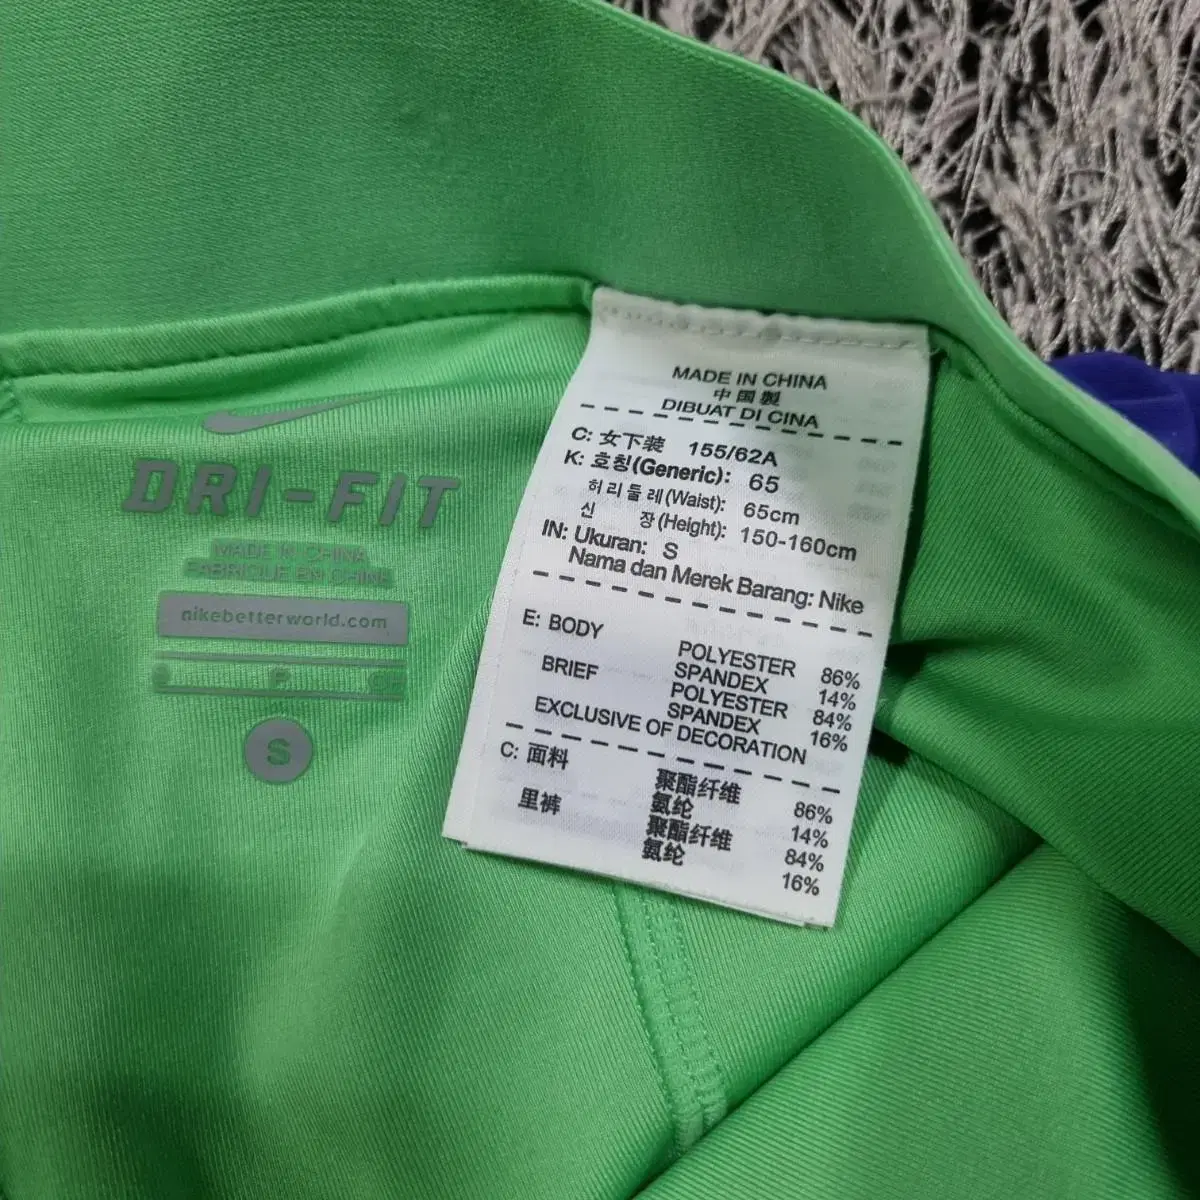 DRI-FIT
MADE IN CHINA
FABRIQUE EN CHINE
nikebetterworld.com
P
S
MADE IN CHINA
中国製
DIBUAT DI CINA
C: 女下装 155/62A
K: 호칭(Generic): 65
허리둘레(Waist): 65cm
신 장(Height): 150-160cm
IN: Ukuran: S
Nama dan Merek Barang: Nike
E: BODY POLYESTER 86%
SPANDEX 14%
BRIEF POLYESTER 84%
SPANDEX 16%
EXCLUSIVE OF DECORATION
C: 面料 聚酯纤维 86%
氨纶 14%
里裤 聚酯纤维 84%
氨纶 16%